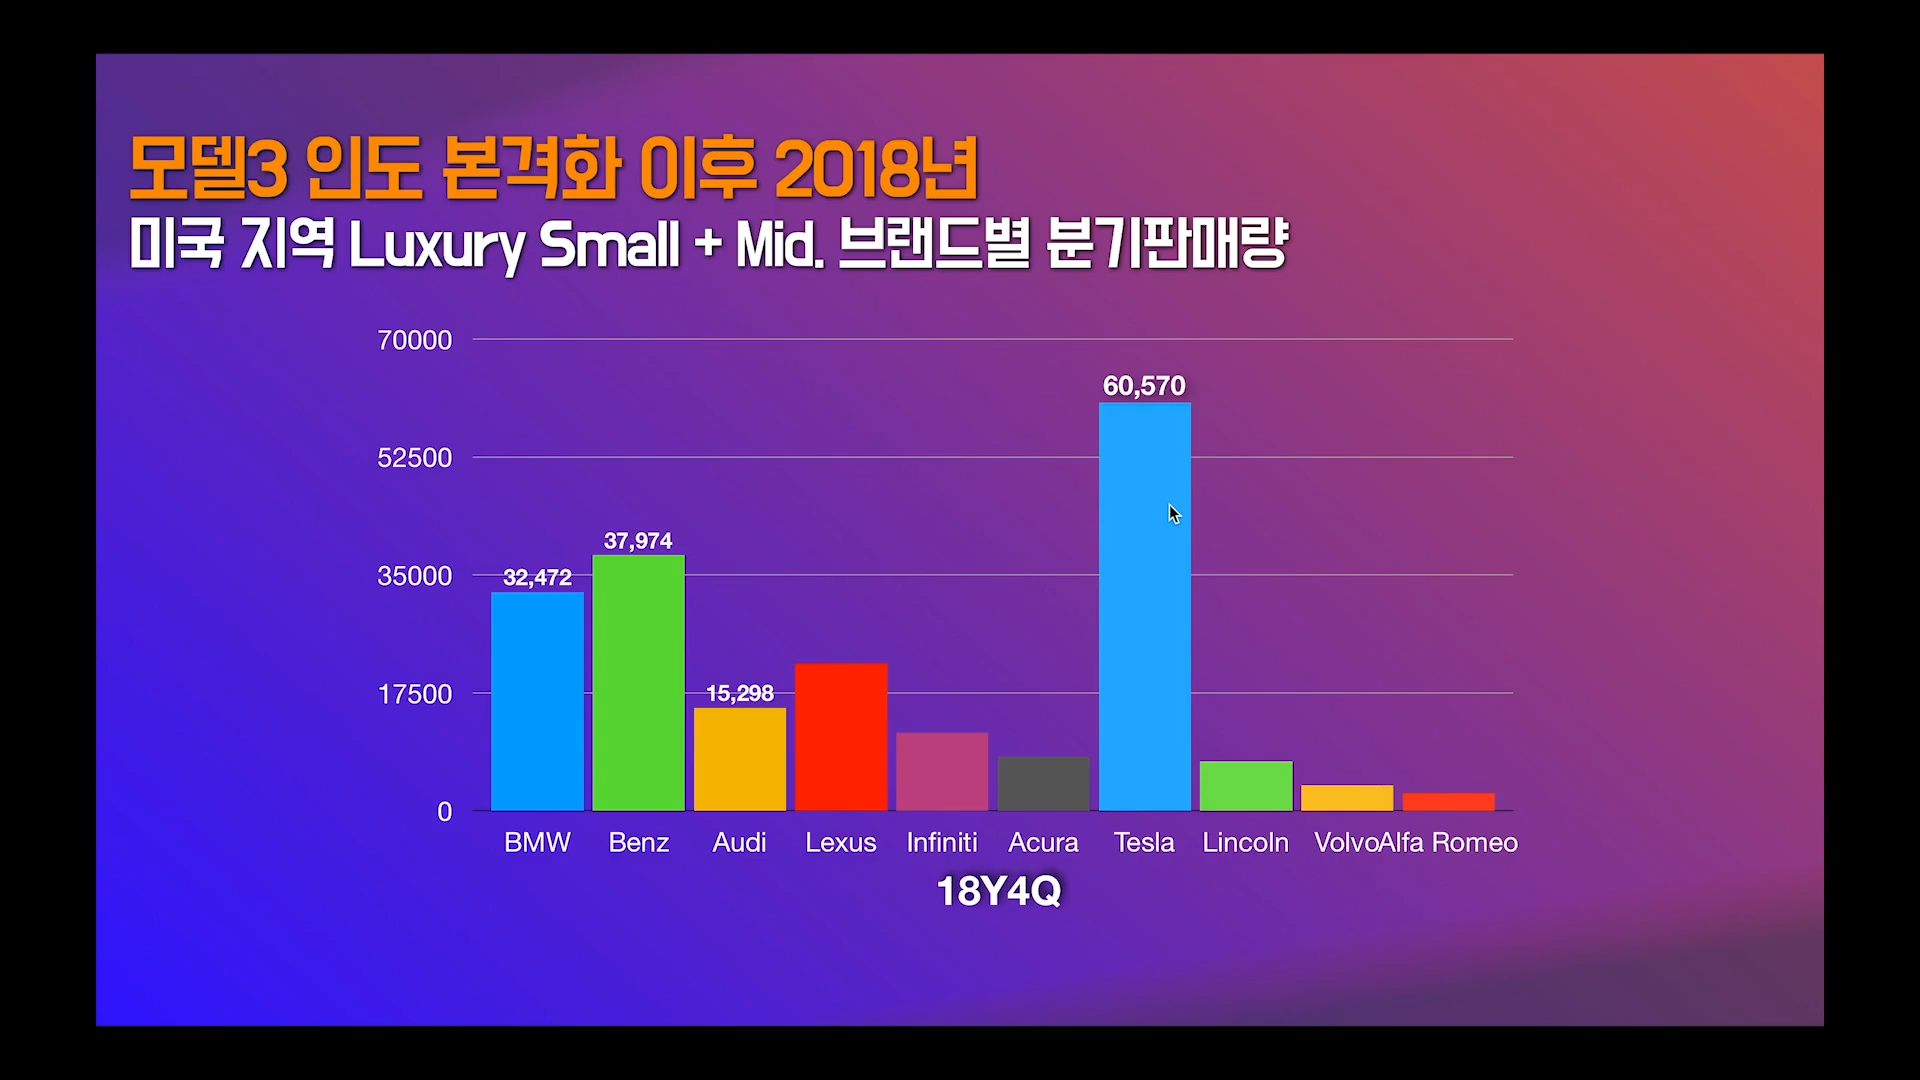 모델3 인도 본격화 이후 2018년
미국 지역 Luxury Small + Mid. 브랜드별 분기판매량
70000
52500
35000
17500
0
32,472
37,974
15,298
60,570
BMW
Benz
Audi
Lexus
Infiniti
Acura
Tesla
Lincoln
Volvo
Alfa Romeo
18Y4Q